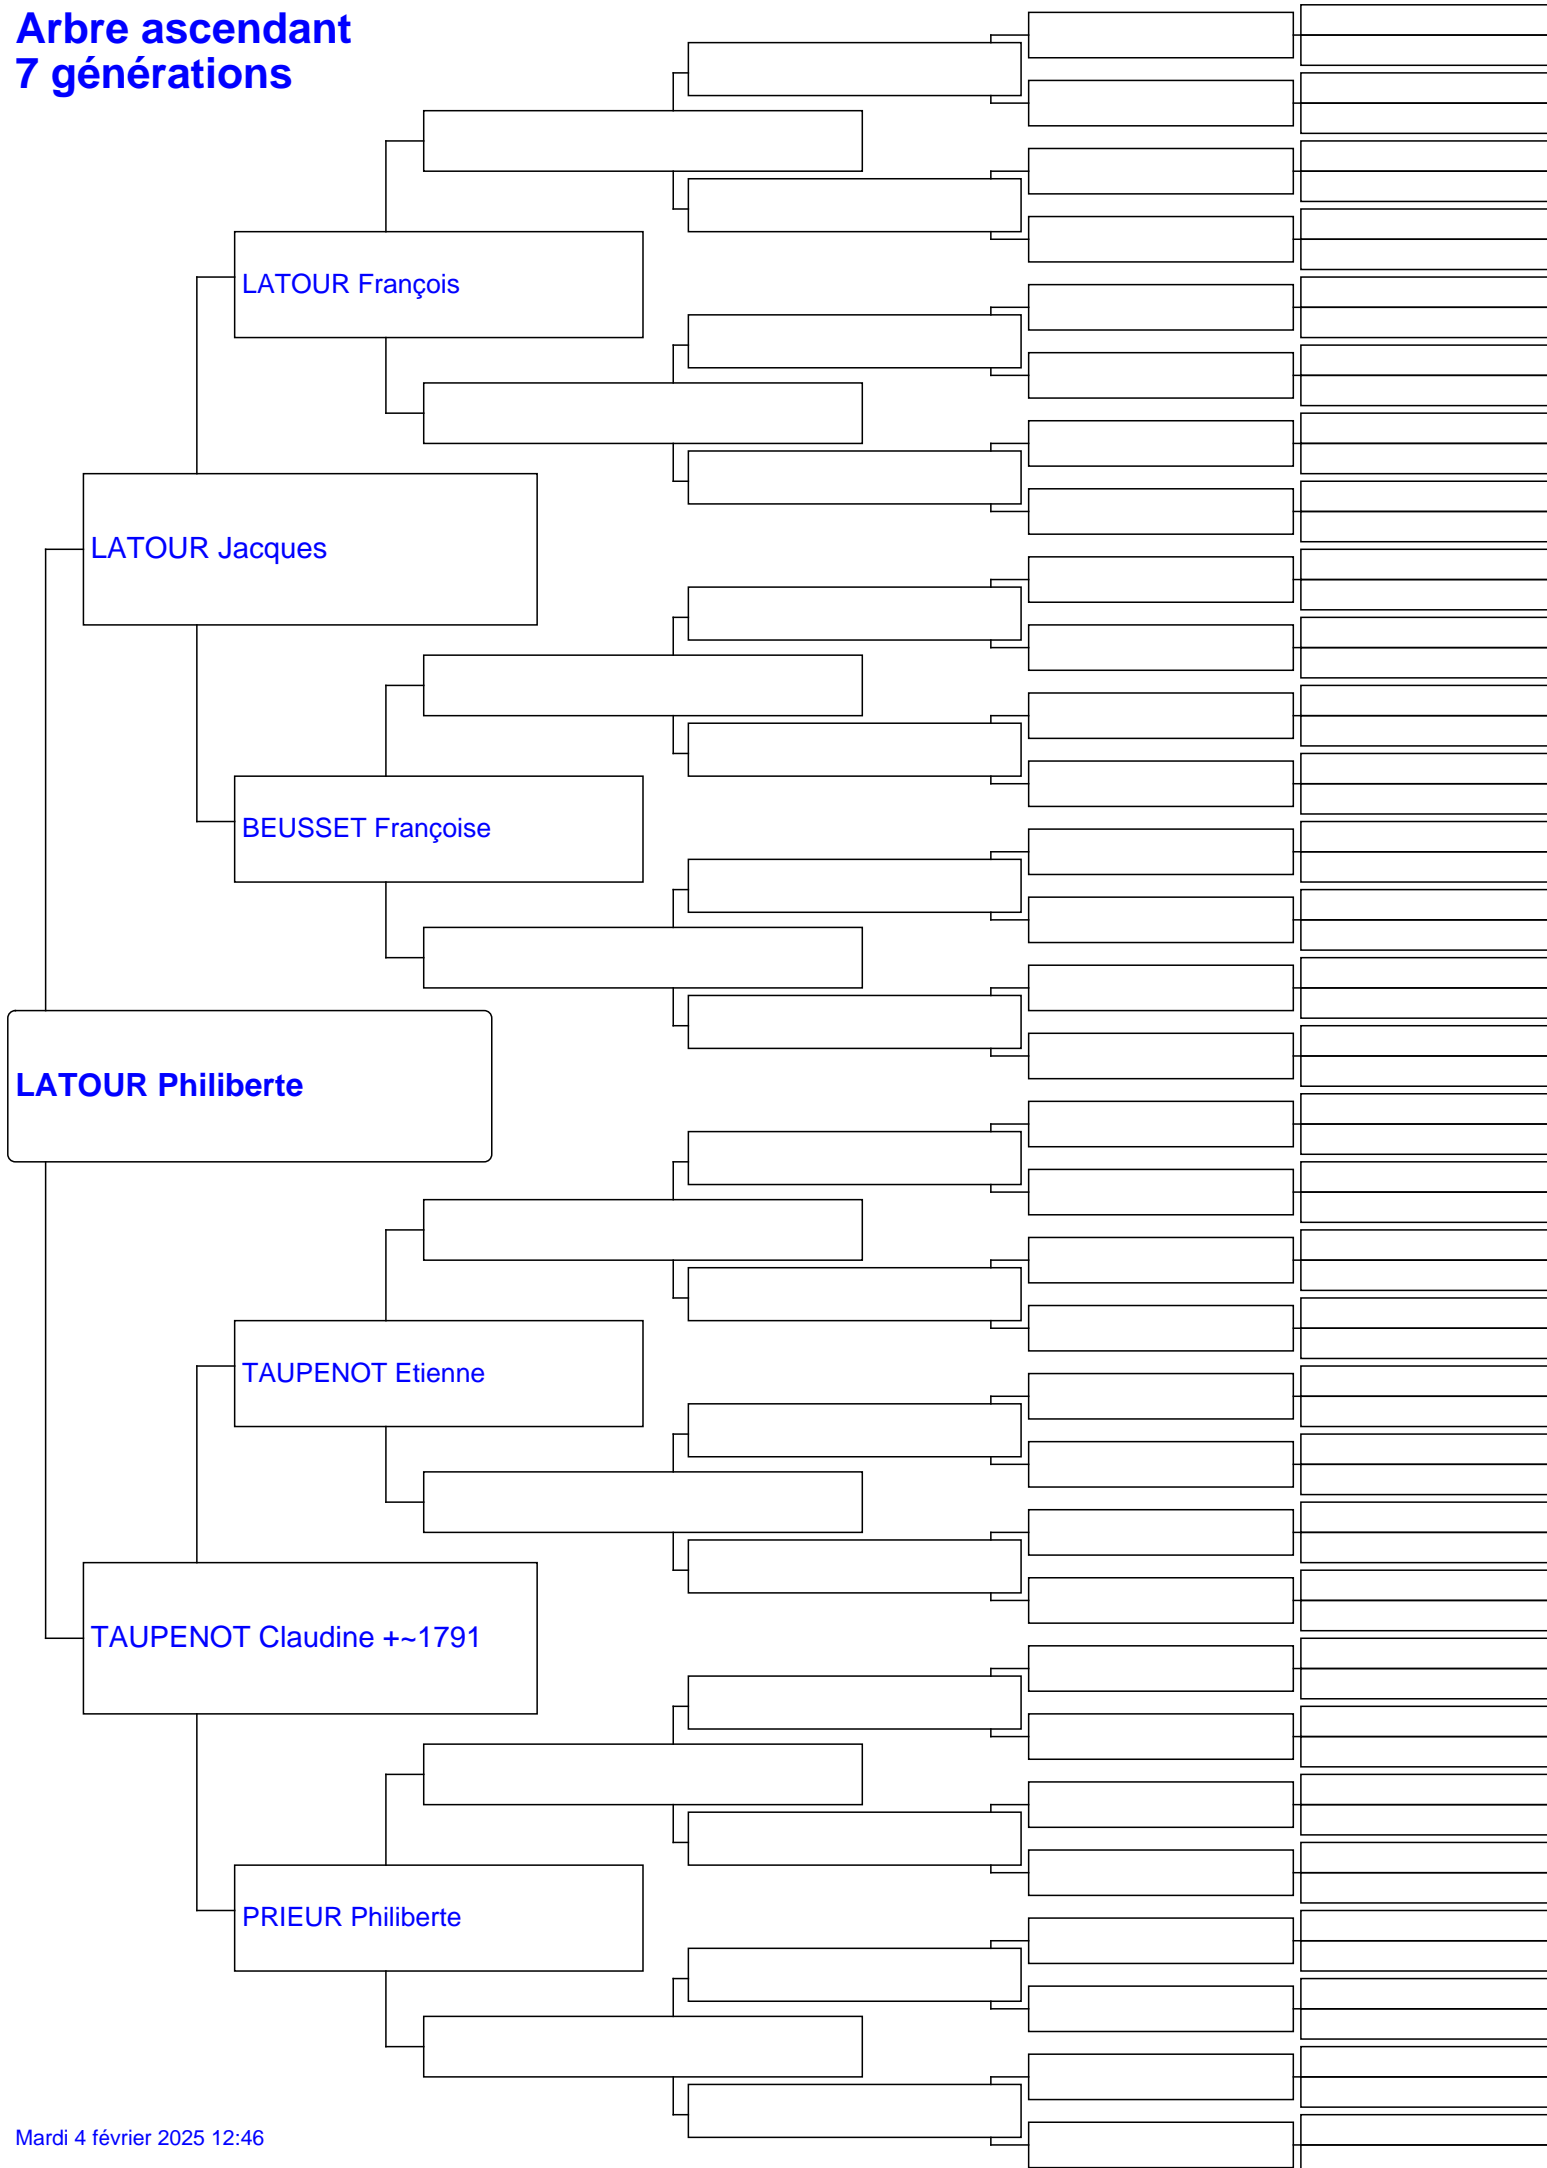 Arbre ascendant
7 générations
LATOUR François
LATOUR Jacques
BEUSSET Françoise
LATOUR Philiberte
TAUPENOT Etienne
TAUPENOT Claudine +~1791
PRIEUR Philiberte
Mardi 4 février 2025 12:46